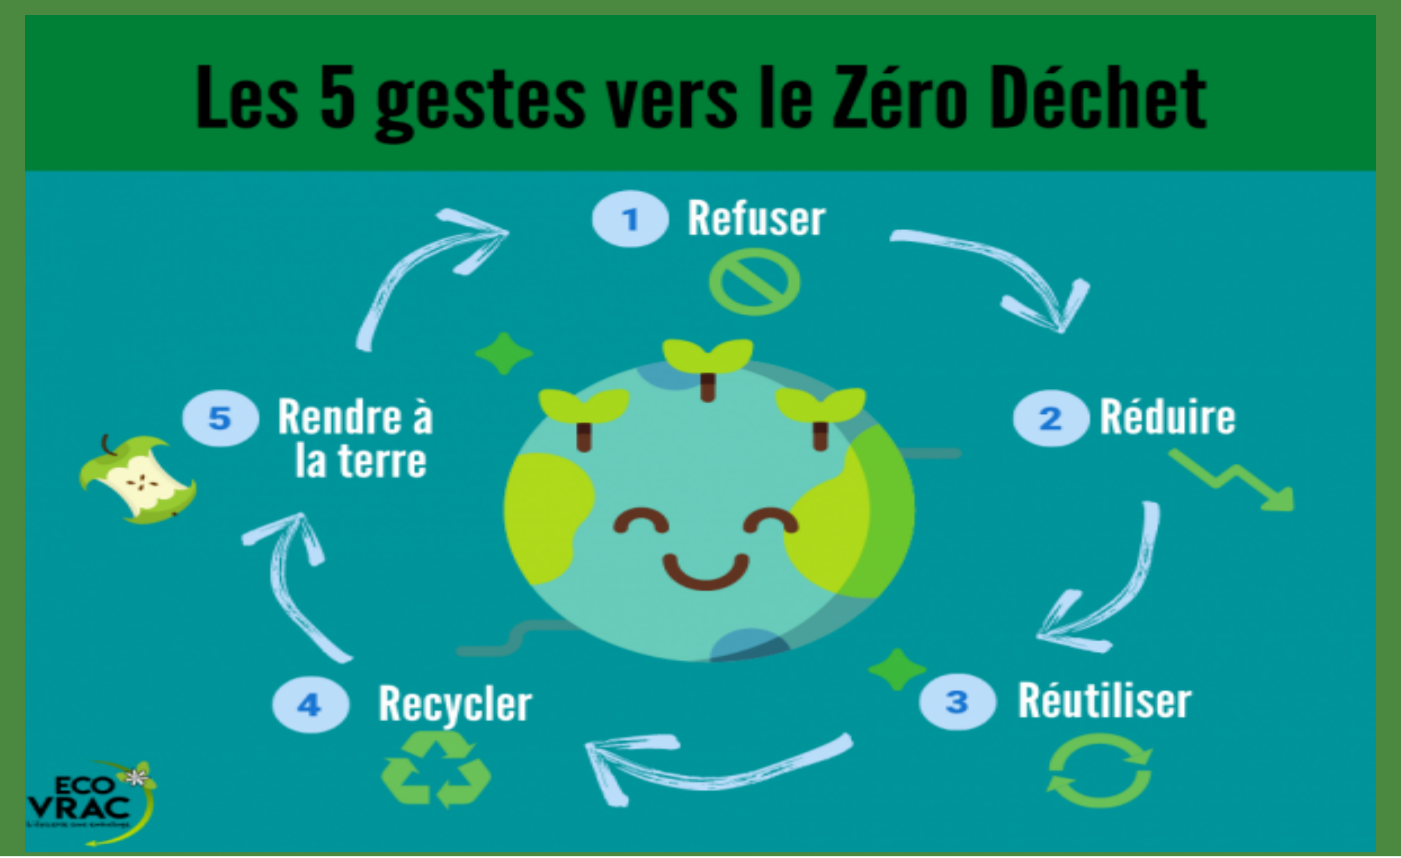 Les 5 gestes vers le Zéro Déchet
1 Refuser
2 Réduire
3 Réutiliser
4 Recycler
5 Rendre à
la terre
ECO
VRAC